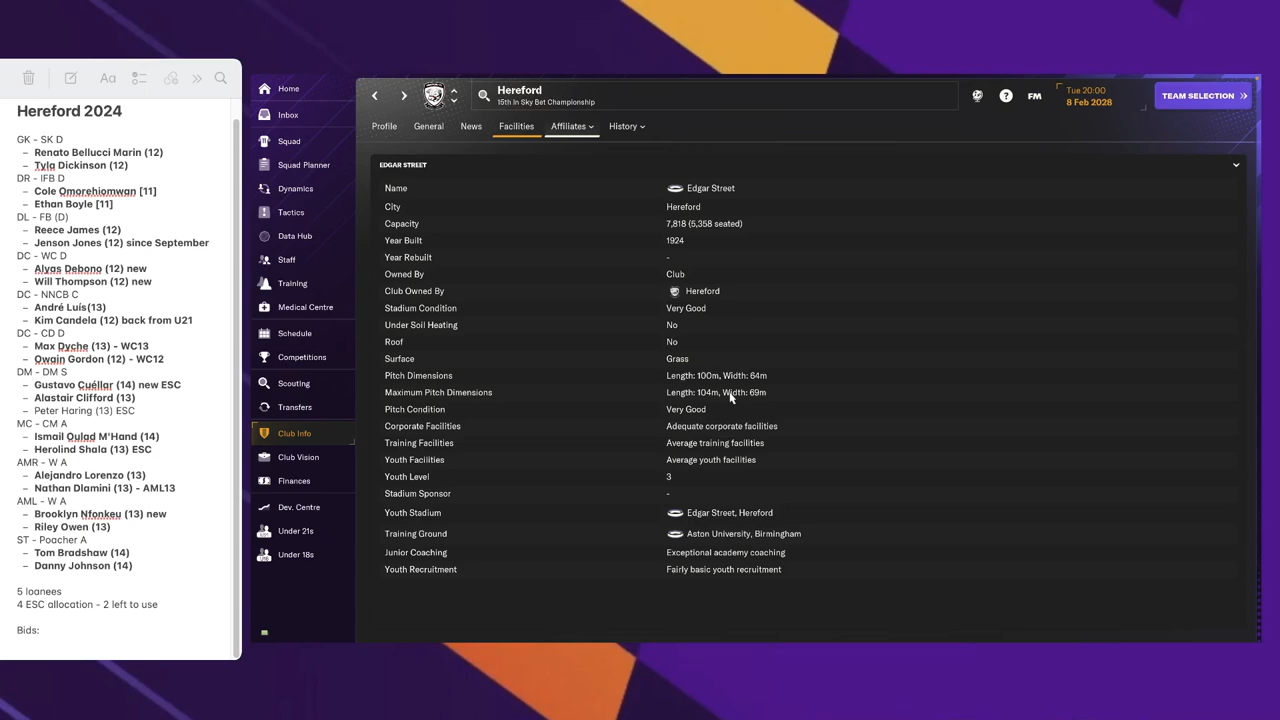 Aa
Hereford 2024
GK - SK D
– Renato Bellucci Marin (12)
– Tyla Dickinson (12)
DR - IFB D
– Cole Omorehiomwan [11]
– Ethan Boyle [11]
DL - FB (D)
– Reece James (12)
– Jenson Jones (12) since September
DC - WC D
– Alyas Debono (12) new
– Will Thompson (12) new
DC - NNCB C
– André Luís(13)
– Kim Candela (12) back from U21
DC - CD D
– Max Dyche (13) - WC13
– Owain Gordon (12) - WC12
DM - DM S
– Gustavo Cuéllar (14) new ESC
– Alastair Clifford (13)
– Peter Haring (13) ESC
MC - CM A
– Ismail Oulad M'Hand (14)
– Herolind Shala (13) ESC
AMR - W A
– Alejandro Lorenzo (13)
– Nathan Dlamini (13) - AML13
AML - W A
– Brooklyn Nfonkeu (13) new
– Riley Owen (13)
ST - Poacher A
– Tom Bradshaw (14)
– Danny Johnson (14)
5 loanees
4 ESC allocation - 2 left to use
Bids:
Home
Inbox
Squad
Squad Planner
Dynamics
Tactics
Data Hub
Staff
Training
Medical Centre
Schedule
Competitions
Scouting
Transfers
Club Info
Club Vision
Finances
Dev. Centre
Under 21s
Under 18s
Hereford
15th in Sky Bet Championship
? FM
Tue 20:00
8 Feb 2028
TEAM SELECTION
Profile General News Facilities Affiliates History
EDGAR STREET
Name Edgar Street
City Hereford
Capacity 7,818 (5,358 seated)
Year Built 1924
Year Rebuilt -
Owned By Club
Club Owned By Hereford
Stadium Condition Very Good
Under Soil Heating No
Roof No
Surface Grass
Pitch Dimensions Length: 100m, Width: 64m
Maximum Pitch Dimensions Length: 104m, Width: 69m
Pitch Condition Very Good
Corporate Facilities Adequate corporate facilities
Training Facilities Average training facilities
Youth Facilities Average youth facilities
Youth Level 3
Stadium Sponsor -
Youth Stadium Edgar Street, Hereford
Training Ground Aston University, Birmingham
Junior Coaching Exceptional academy coaching
Youth Recruitment Fairly basic youth recruitment